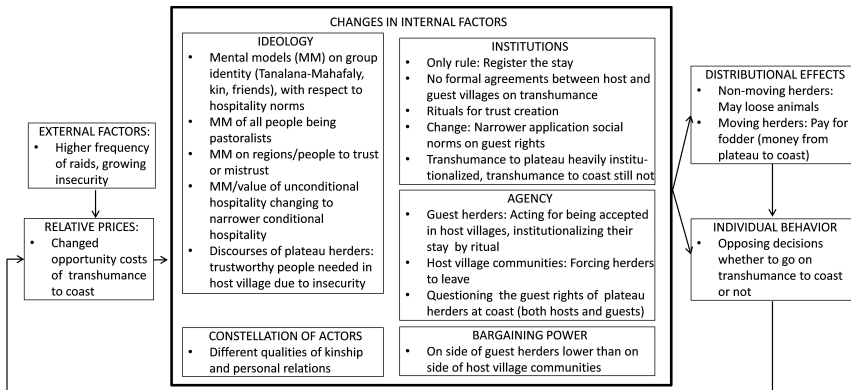 CHANGES IN INTERNAL FACTORS
EXTERNAL FACTORS:
• Higher frequency
of raids, growing
insecurity
RELATIVE PRICES:
• Changed
opportunity costs
of transhumance
to coast
IDEOLOGY
• Mental models (MM) on group
identity (Tanalana-Mahafaly,
kin, friends), with respect to
hospitality norms
• MM of all people being
pastoralists
• MM on regions/people to trust
or mistrust
• MM/value of unconditional
hospitality changing to
narrower conditional
hospitality
• Discourses of plateau herders:
trustworthy people needed in
host village due to insecurity
CONSTELLATION OF ACTORS
• Different qualities of kinship
and personal relations
INSTITUTIONS
• Only rule: Register the stay
• No formal agreements between host and
guest villages on transhumance
• Rituals for trust creation
• Change: Narrower application social
norms on guest rights
• Transhumance to plateau heavily institu-
tionalized, transhumance to coast still not
AGENCY
• Guest herders: Acting for being accepted
in host villages, institutionalizing their
stay by ritual
• Host village communities: Forcing herders
to leave
• Questioning the guest rights of plateau
herders at coast (both hosts and guests)
BARGAINING POWER
• On side of guest herders lower than on
side of host village communities
DISTRIBUTIONAL EFFECTS
• Non-moving herders:
May loose animals
• Moving herders: Pay for
fodder (money from
plateau to coast)
INDIVIDUAL BEHAVIOR
• Opposing decisions
whether to go on
transhumance to coast
or not